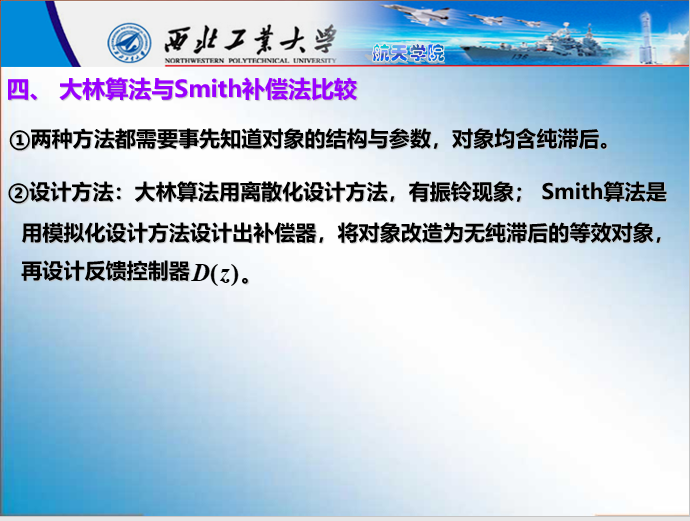 西北工业大学
NORTHWESTERN POLYTECHNICAL UNIVERSITY
航天学院
四、 大林算法与Smith补偿法比较
①两种方法都需要事先知道对象的结构与参数，对象均含纯滞后。
②设计方法：大林算法用离散化设计方法，有振铃现象； Smith算法是
用模拟化设计方法设计出补偿器，将对象改造为无纯滞后的等效对象，
再设计反馈控制器D(z)。